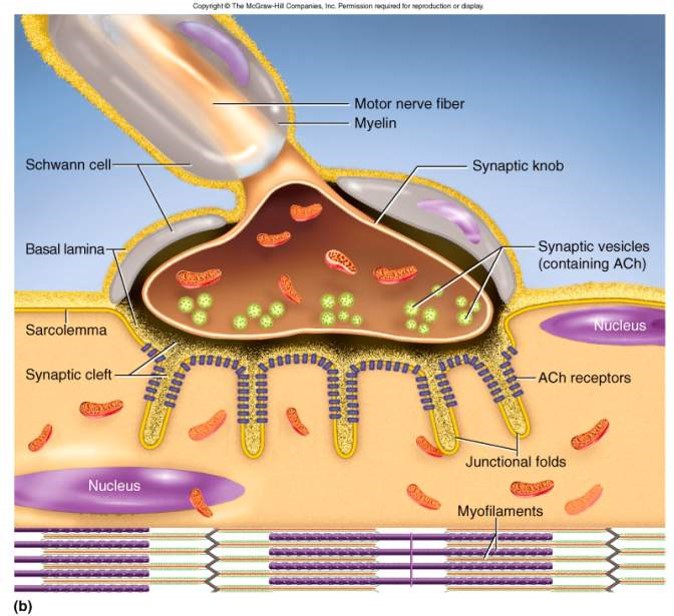 Copyright © The McGraw-Hill Companies, Inc. Permission required for reproduction or display.
Motor nerve fiber
Myelin
Schwann cell
Synaptic knob
Basal lamina
Synaptic vesicles
(containing ACh)
Sarcolemma
Nucleus
Synaptic cleft
ACh receptors
Junctional folds
Nucleus
Myofilaments
(b)